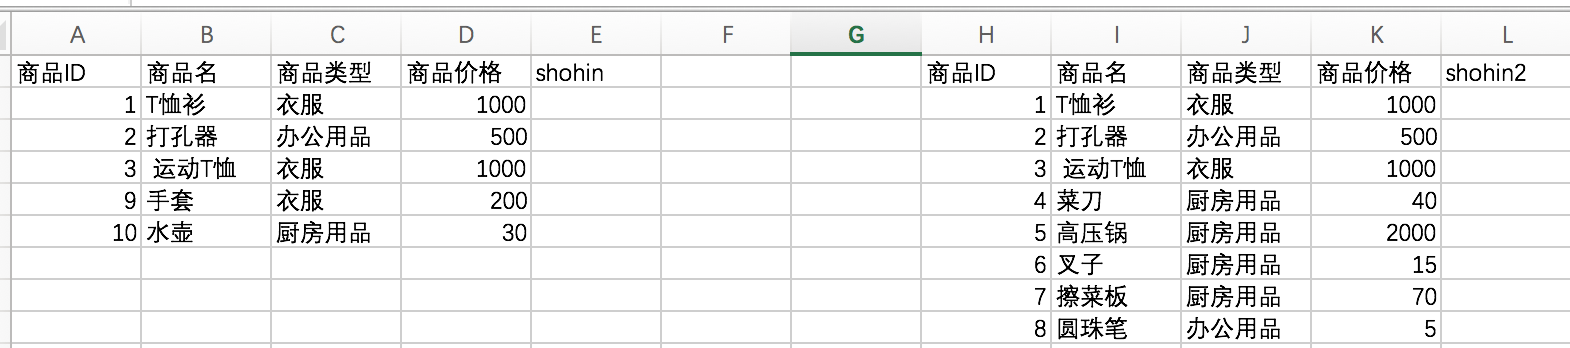 A B C D E F G H I J K L
商品ID 商品名 商品类型 商品价格 shohin 商品ID 商品名 商品类型 商品价格 shohin2
1 T恤衫 衣服 1000 1 T恤衫 衣服 1000
2 打孔器 办公用品 500 2 打孔器 办公用品 500
3 运动T恤 衣服 1000 3 运动T恤 衣服 1000
9 手套 衣服 200 4 菜刀 厨房用品 40
10 水壶 厨房用品 30 5 高压锅 厨房用品 2000
6 叉子 厨房用品 15
7 擦菜板 厨房用品 70
8 圆珠笔 办公用品 5